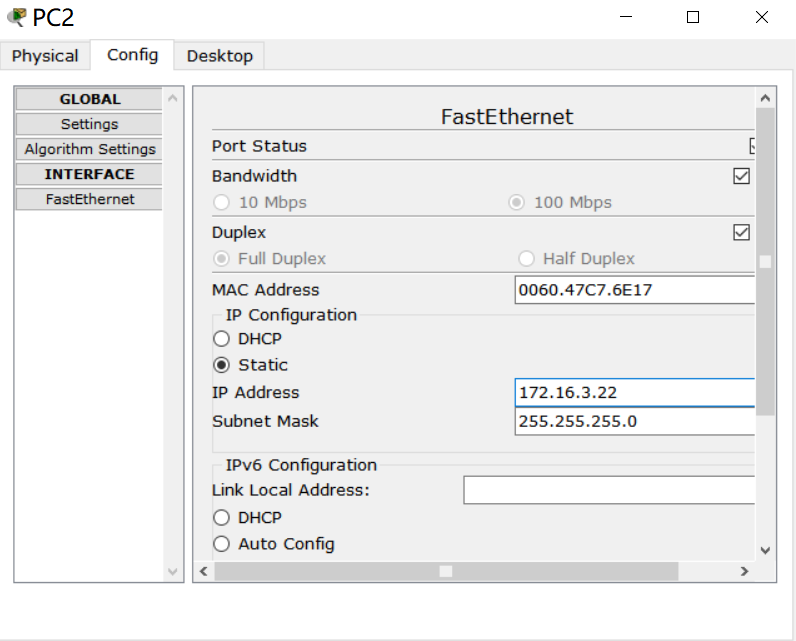 PC2
Physical Config Desktop
GLOBAL
Settings
Algorithm Settings
INTERFACE
FastEthernet
FastEthernet
Port Status
Bandwidth
10 Mbps 100 Mbps
Duplex
Full Duplex Half Duplex
MAC Address 0060.47C7.6E17
IP Configuration
DHCP
Static
IP Address 172.16.3.22
Subnet Mask 255.255.255.0
IPv6 Configuration
Link Local Address:
DHCP
Auto Config